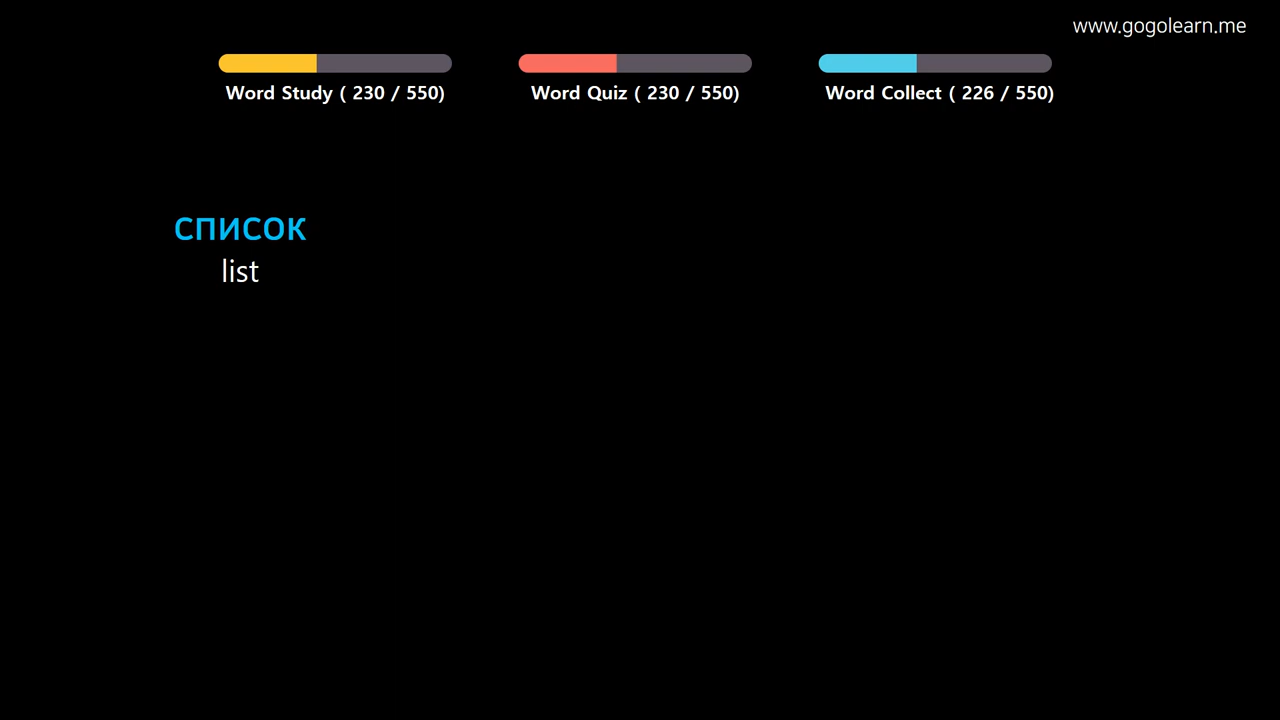 www.gogolearn.me
Word Study ( 230 / 550)
Word Quiz ( 230 / 550)
Word Collect ( 226 / 550)
список
list